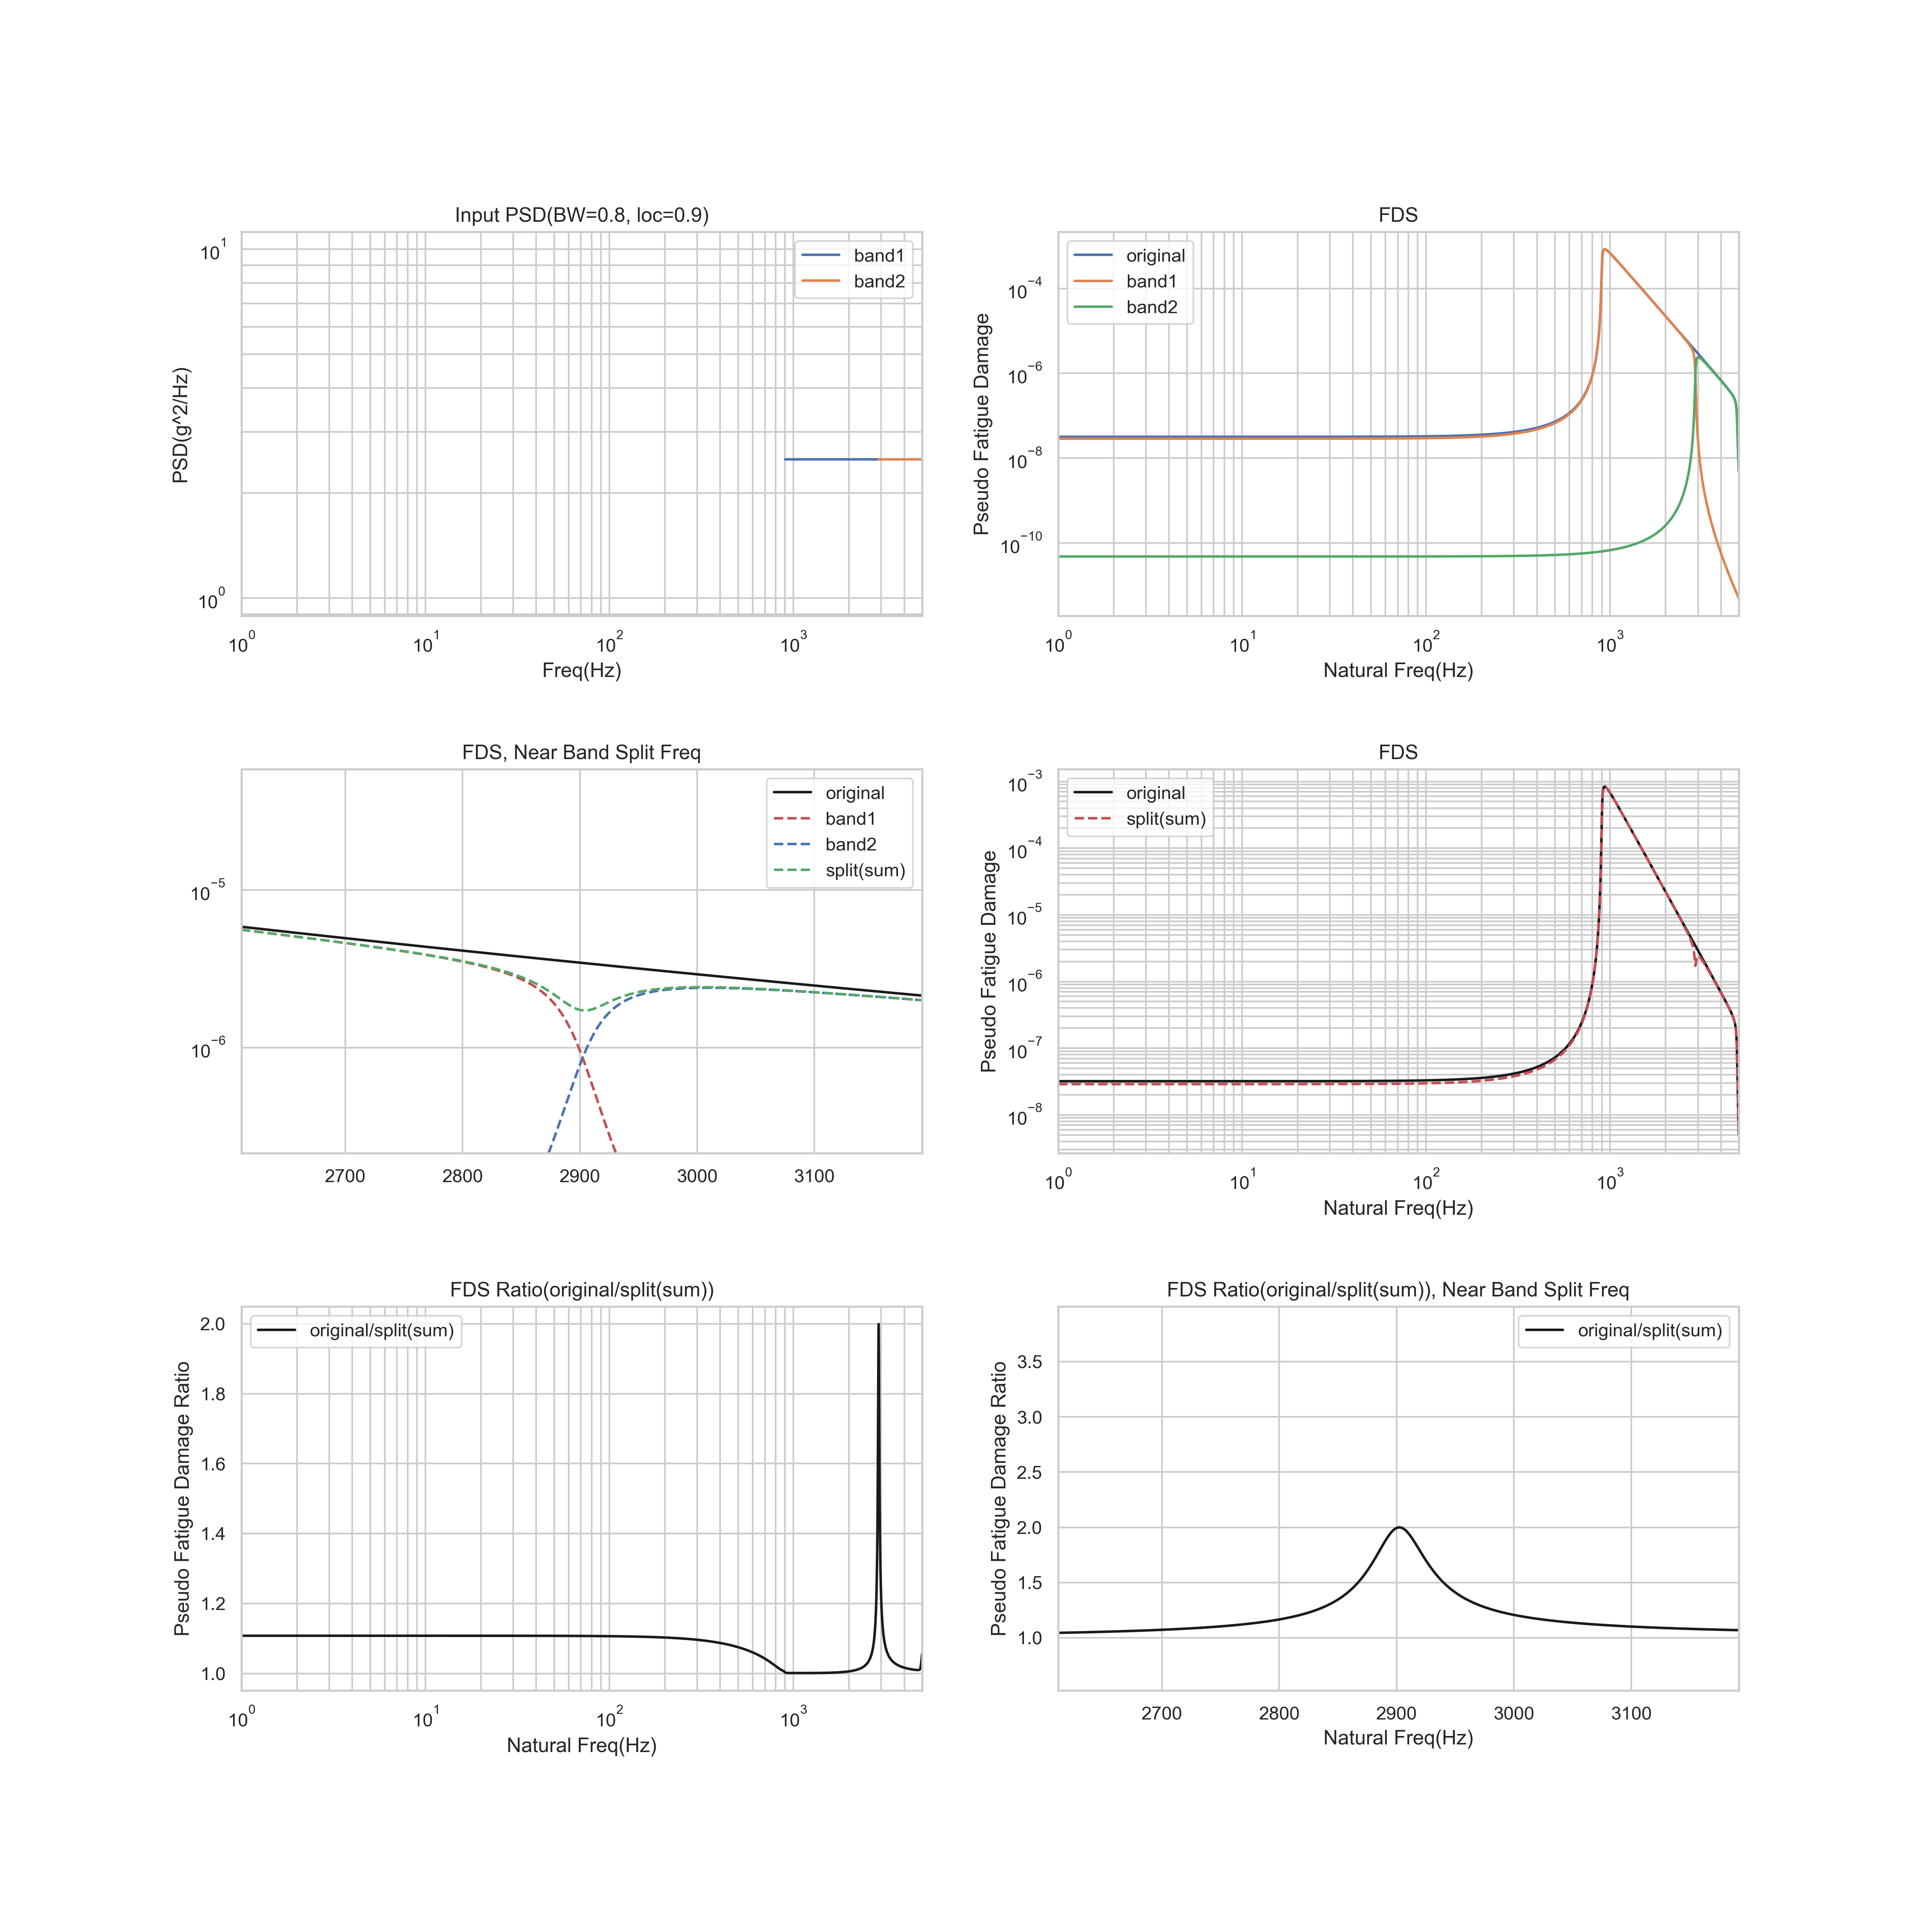 Input PSD(BW=0.8, loc=0.9)
PSD(g^2/Hz)
10^1
10^0
band1
band2
10^0 10^1 10^2 10^3
Freq(Hz)
FDS
Pseudo Fatigue Damage
10^−4
10^−6
10^−8
10^−10
original
band1
band2
10^0 10^1 10^2 10^3
Natural Freq(Hz)
FDS, Near Band Split Freq
10^−5
10^−6
original
band1
band2
split(sum)
2700 2800 2900 3000 3100
FDS
Pseudo Fatigue Damage
10^−3
10^−4
10^−5
10^−6
10^−7
10^−8
original
split(sum)
10^0 10^1 10^2 10^3
Natural Freq(Hz)
FDS Ratio(original/split(sum))
Pseudo Fatigue Damage Ratio
2.0
1.8
1.6
1.4
1.2
1.0
original/split(sum)
10^0 10^1 10^2 10^3
Natural Freq(Hz)
FDS Ratio(original/split(sum)), Near Band Split Freq
Pseudo Fatigue Damage Ratio
3.5
3.0
2.5
2.0
1.5
1.0
original/split(sum)
2700 2800 2900 3000 3100
Natural Freq(Hz)